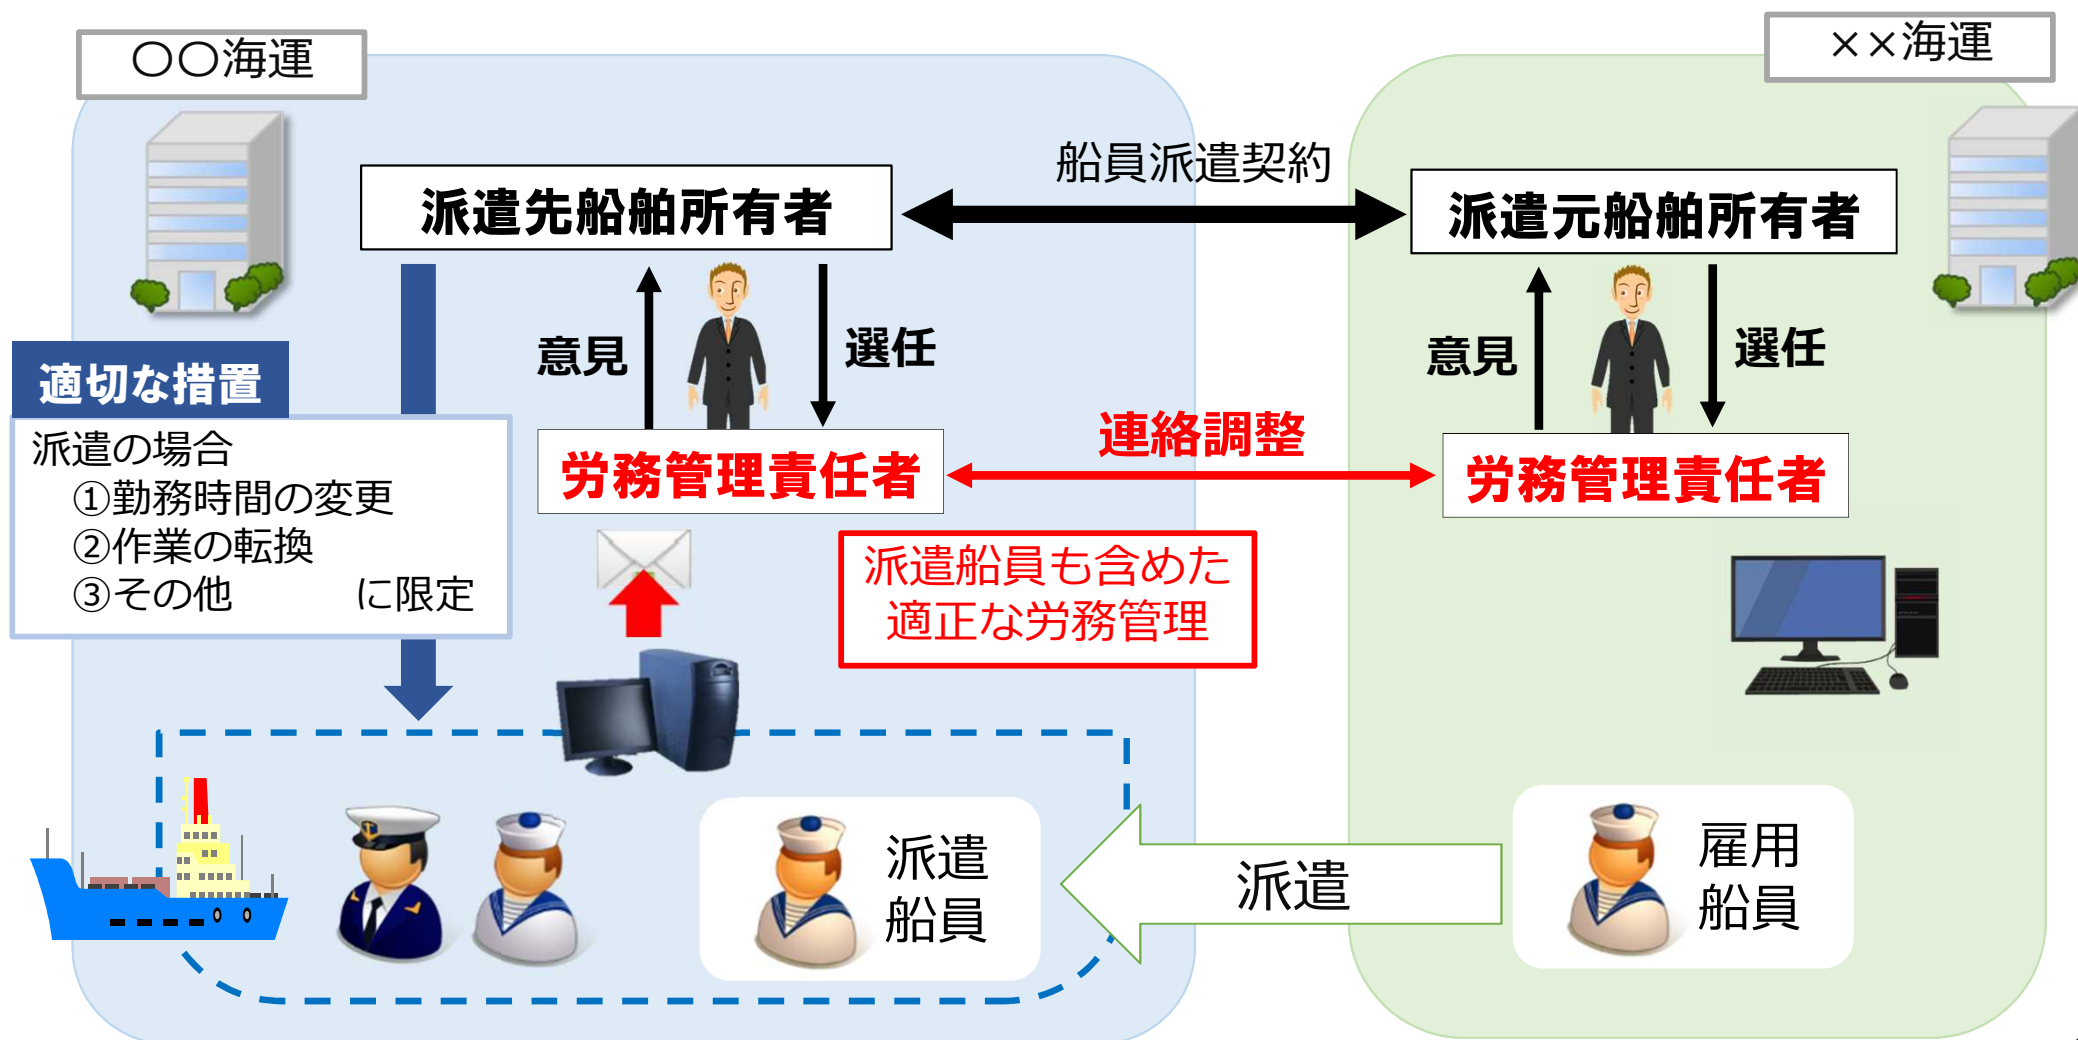 〇〇海運
××海運
船員派遣契約
派遣先船舶所有者
派遣元船舶所有者
意見
選任
意見
選任
適切な措置
派遣の場合
①勤務時間の変更
②作業の転換
③その他 に限定
連絡調整
労務管理責任者
労務管理責任者
派遣船員も含めた
適正な労務管理
派遣
船員
派遣
雇用
船員